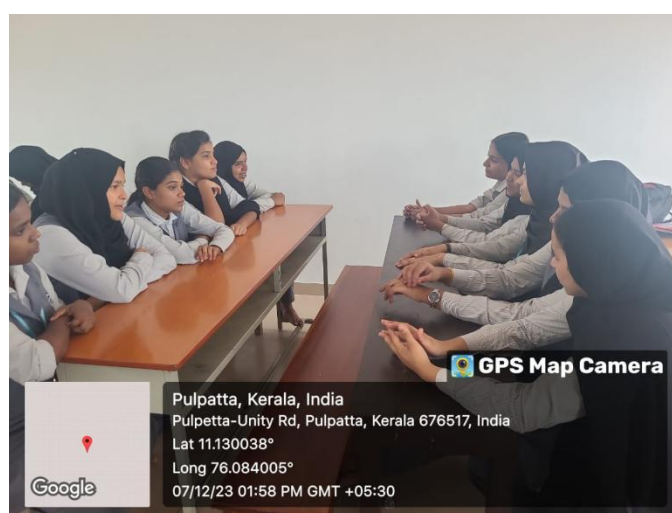 GPS Map Camera
Pulpatta, Kerala, India
Pulpetta-Unity Rd, Pulpatta, Kerala 676517, India
Lat 11.130038°
Long 76.084005°
07/12/23 01:58 PM GMT +05:30
Google